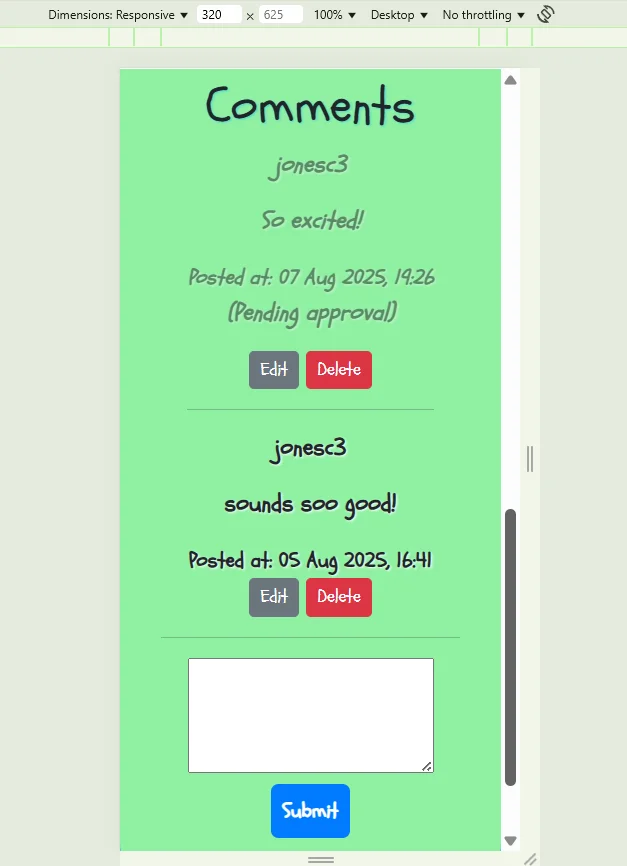 Dimensions: Responsive ▼ 320 × 625 100% ▼ Desktop ▼ No throttling ▼
Comments
jonesc3
So excited!
Posted at: 07 Aug 2025, 19:26
(Pending approval)
Edit Delete
jonesc3
sounds soo good!
Posted at: 05 Aug 2025, 16:41
Edit Delete
Submit